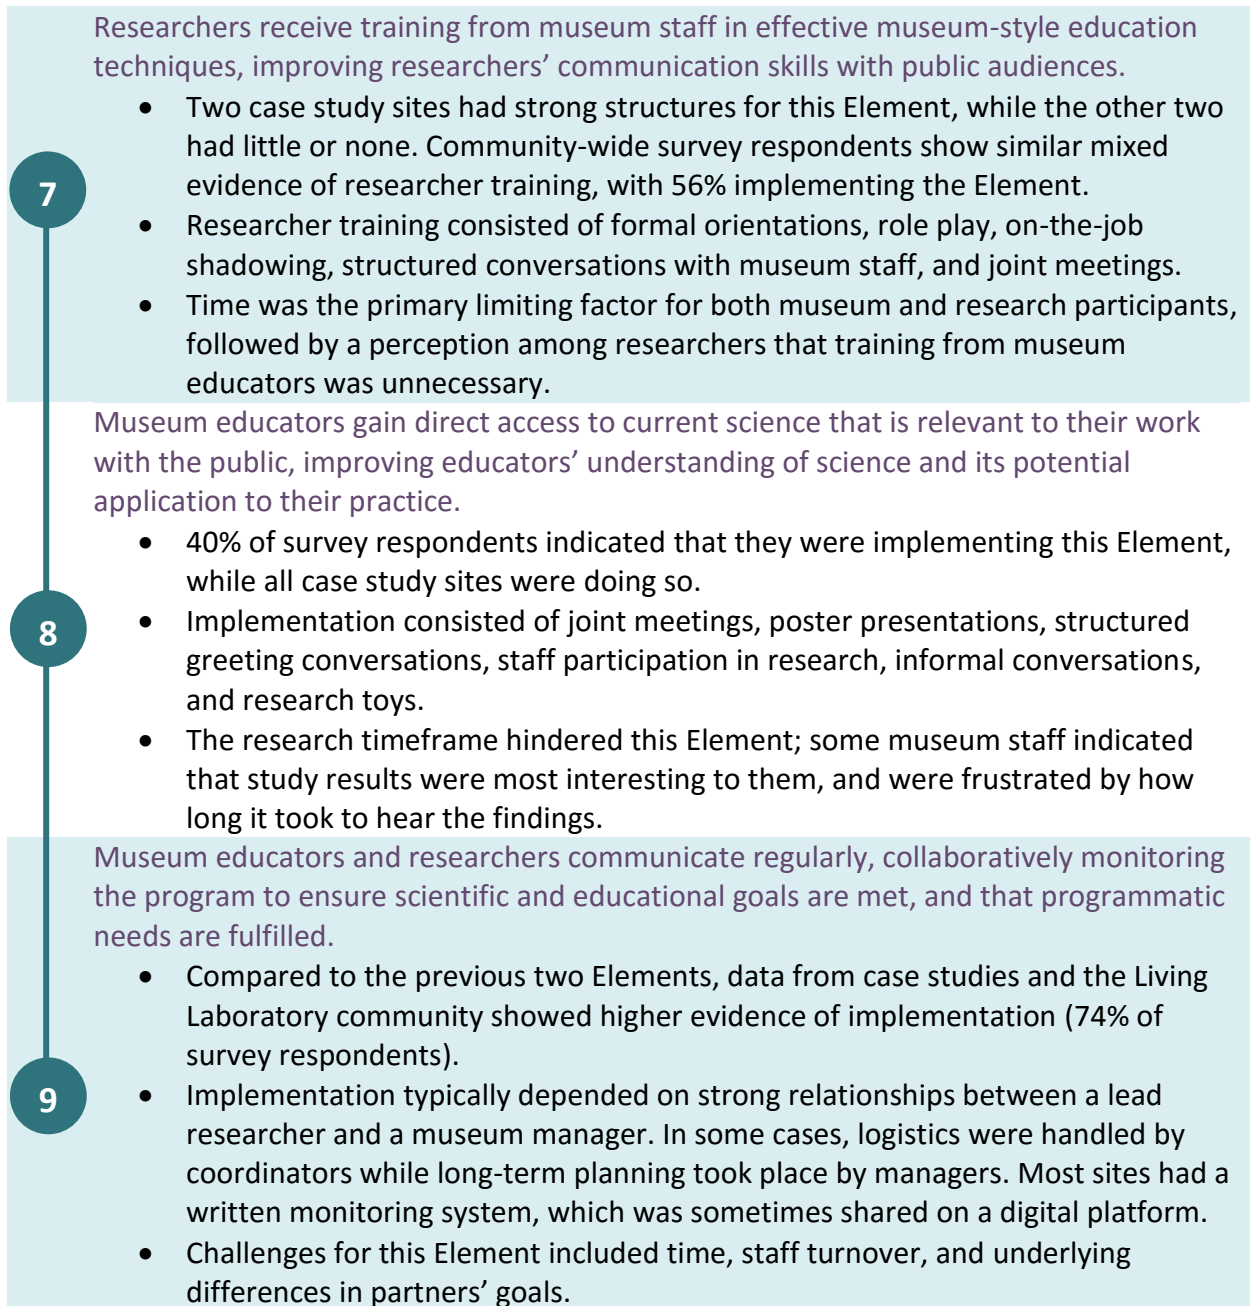 Researchers receive training from museum staff in effective museum-style education
techniques, improving researchers’ communication skills with public audiences.
• Two case study sites had strong structures for this Element, while the other two
had little or none. Community-wide survey respondents show similar mixed
evidence of researcher training, with 56% implementing the Element.
7
• Researcher training consisted of formal orientations, role play, on-the-job
shadowing, structured conversations with museum staff, and joint meetings.
• Time was the primary limiting factor for both museum and research participants,
followed by a perception among researchers that training from museum
educators was unnecessary.
Museum educators gain direct access to current science that is relevant to their work
with the public, improving educators’ understanding of science and its potential
application to their practice.
• 40% of survey respondents indicated that they were implementing this Element,
while all case study sites were doing so.
8
• Implementation consisted of joint meetings, poster presentations, structured
greeting conversations, staff participation in research, informal conversations,
and research toys.
• The research timeframe hindered this Element; some museum staff indicated
that study results were most interesting to them, and were frustrated by how
long it took to hear the findings.
Museum educators and researchers communicate regularly, collaboratively monitoring
the program to ensure scientific and educational goals are met, and that programmatic
needs are fulfilled.
• Compared to the previous two Elements, data from case studies and the Living
Laboratory community showed higher evidence of implementation (74% of
survey respondents).
9
• Implementation typically depended on strong relationships between a lead
researcher and a museum manager. In some cases, logistics were handled by
coordinators while long-term planning took place by managers. Most sites had a
written monitoring system, which was sometimes shared on a digital platform.
• Challenges for this Element included time, staff turnover, and underlying
differences in partners’ goals.